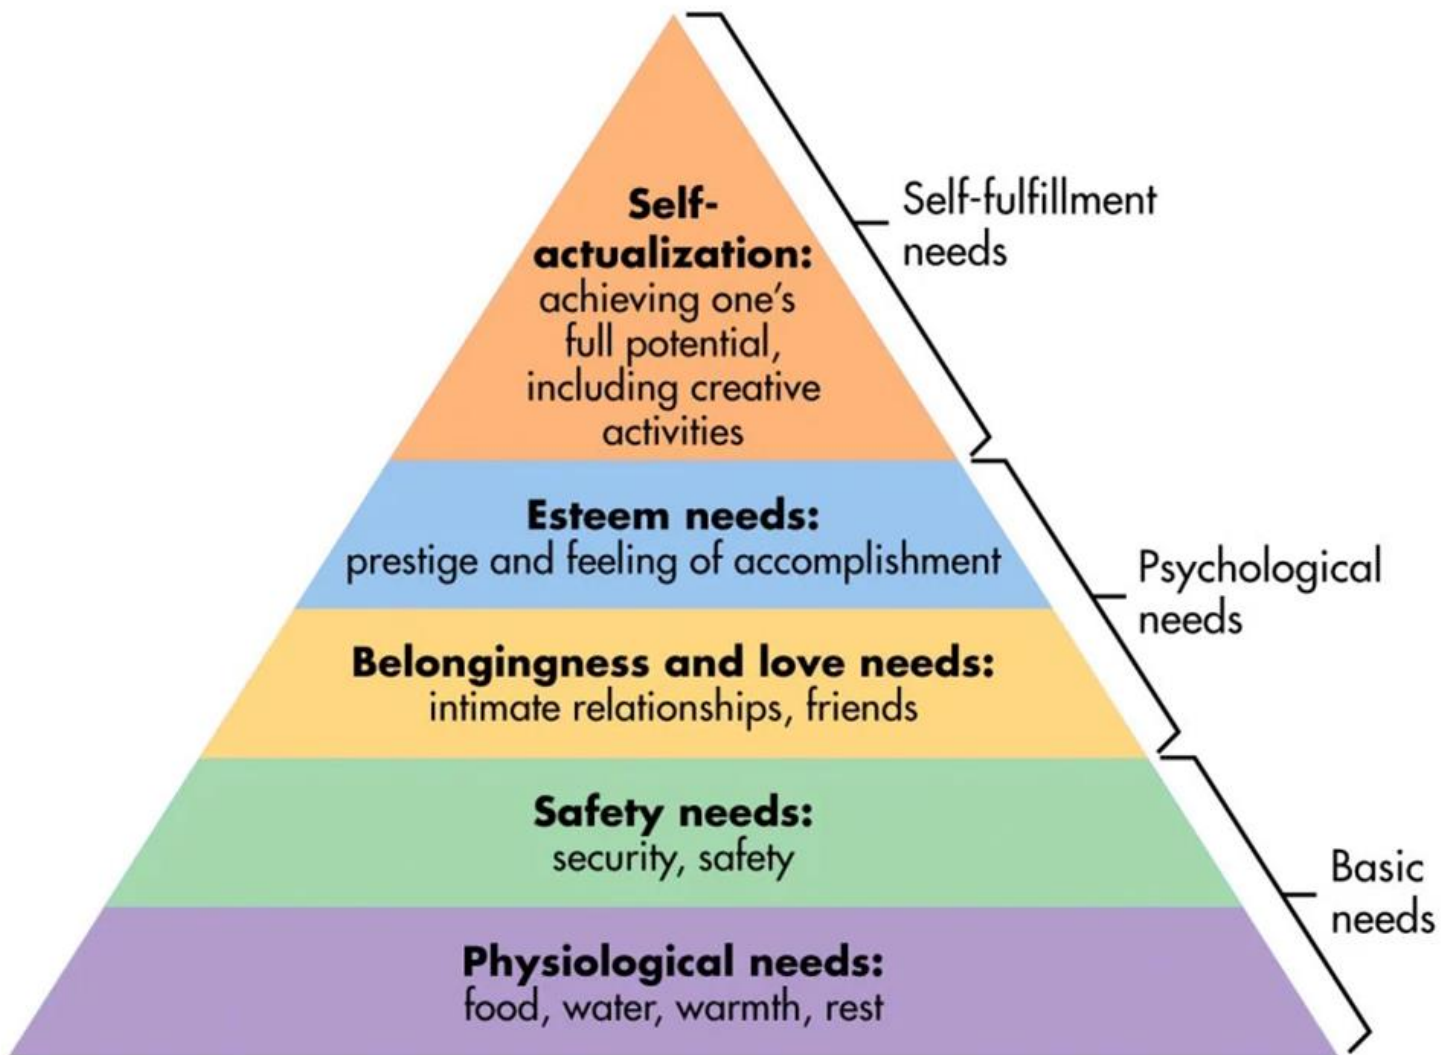 Self-
actualization:
achieving one's
full potential,
including creative
activities
Self-fulfillment
needs
Esteem needs:
prestige and feeling of accomplishment
Psychological
needs
Belongingness and love needs:
intimate relationships, friends
Safety needs:
security, safety
Basic
needs
Physiological needs:
food, water, warmth, rest